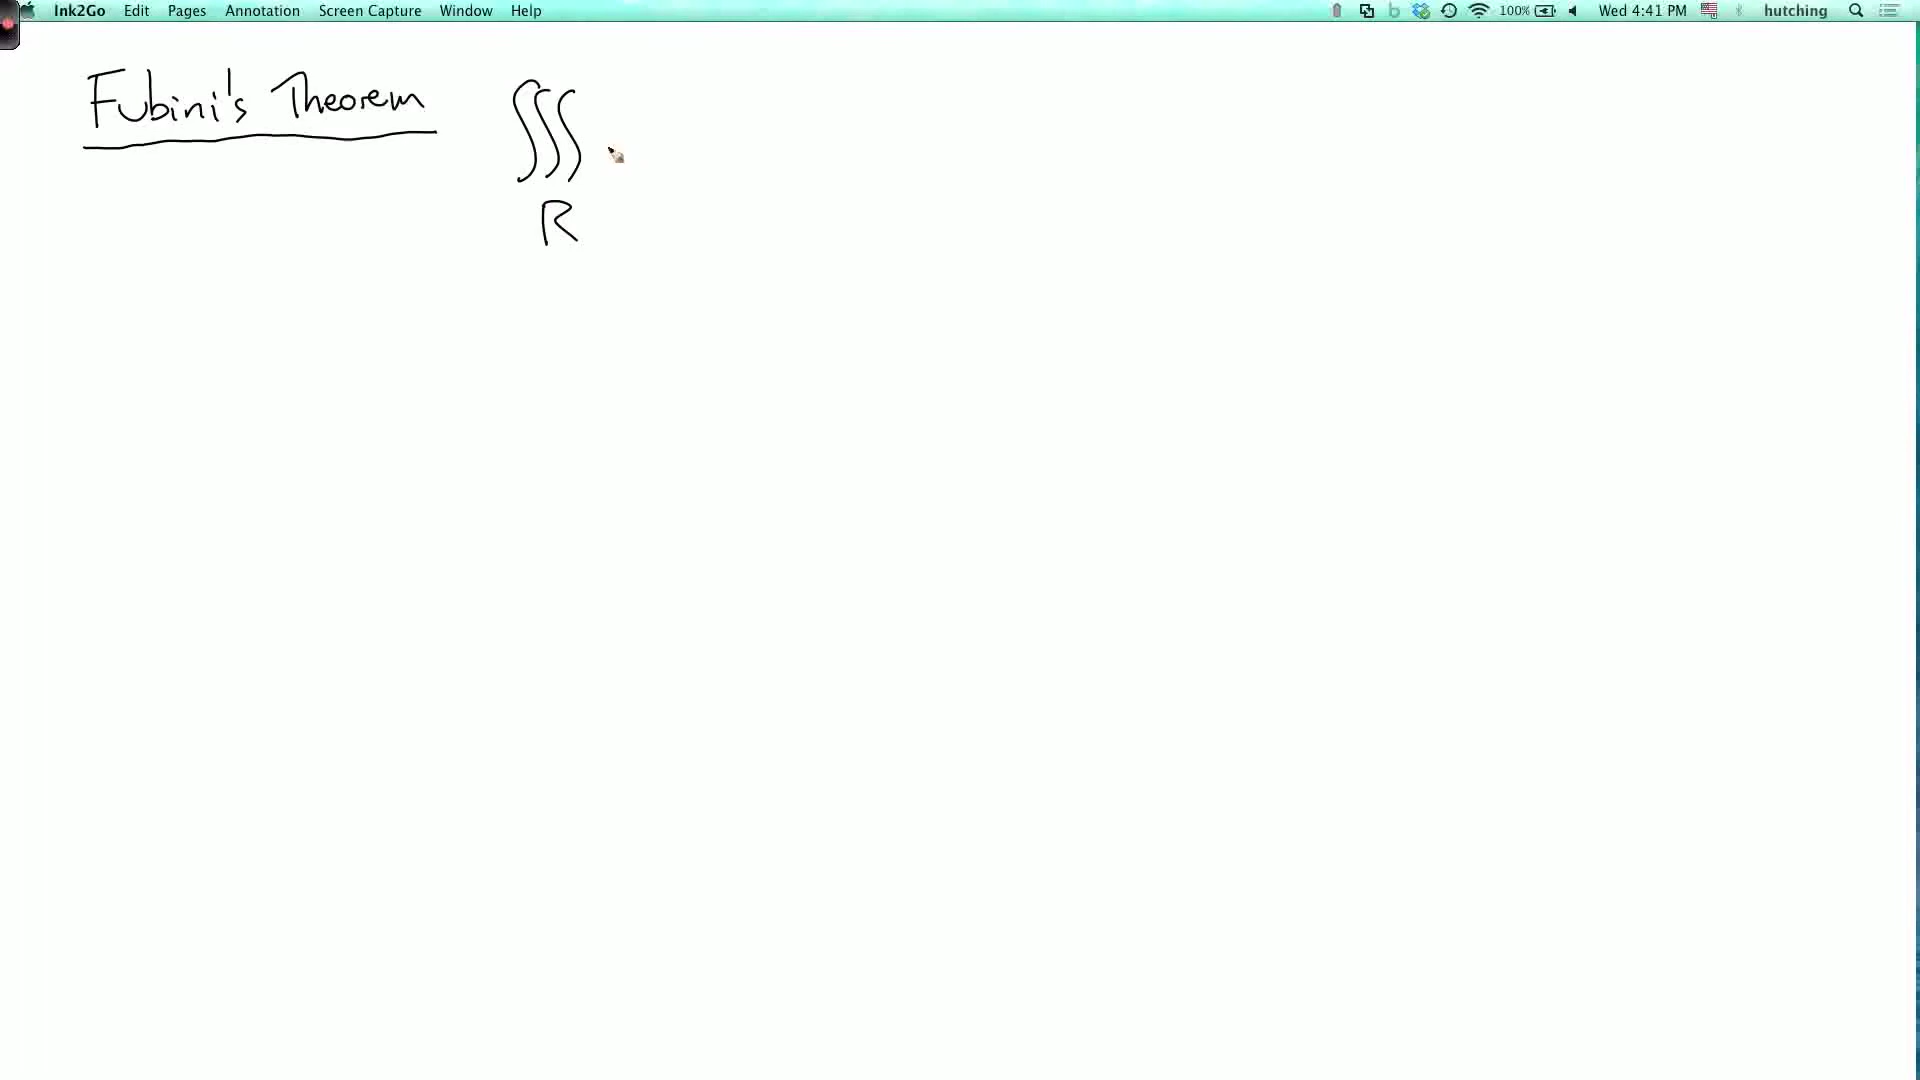 Ink2Go Edit Pages Annotation Screen Capture Window Help 100% Wed 4:41 PM hutching
Fubini's Theorem ∭
R